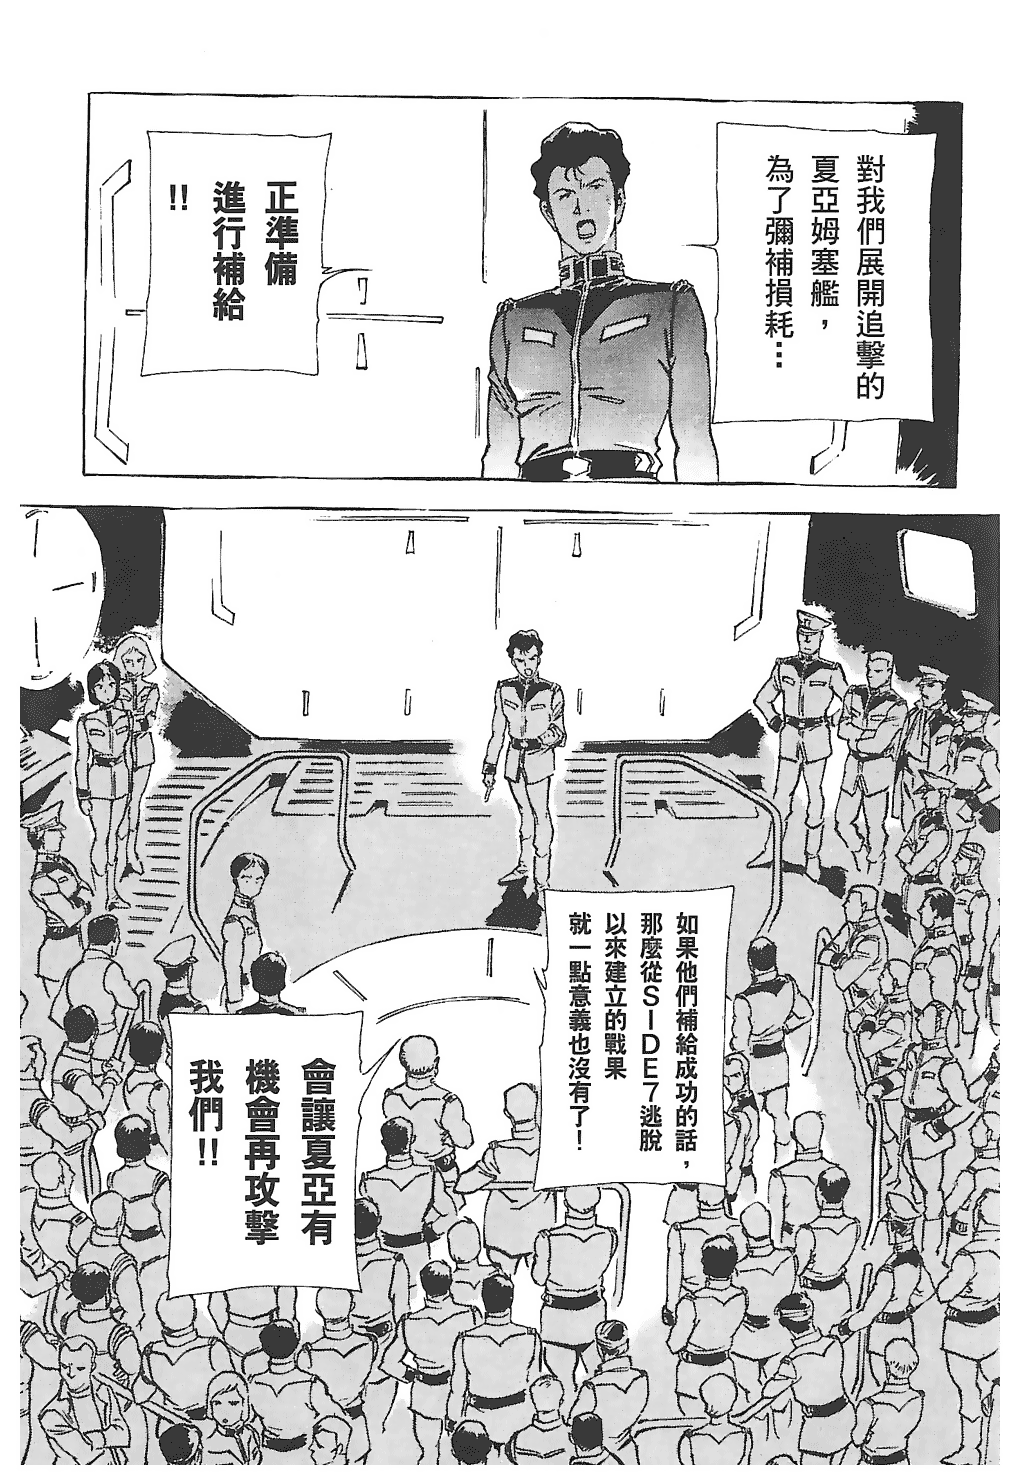 對我們展開追擊的
夏亞姆塞艦，
為了彌補損耗…
正準備
進行補給
!!
如果他們補給成功的話，
那麼從SIDE7逃脫
以來建立的戰果
就一點意義也沒有了！
會讓夏亞有
機會再攻擊
我們!!